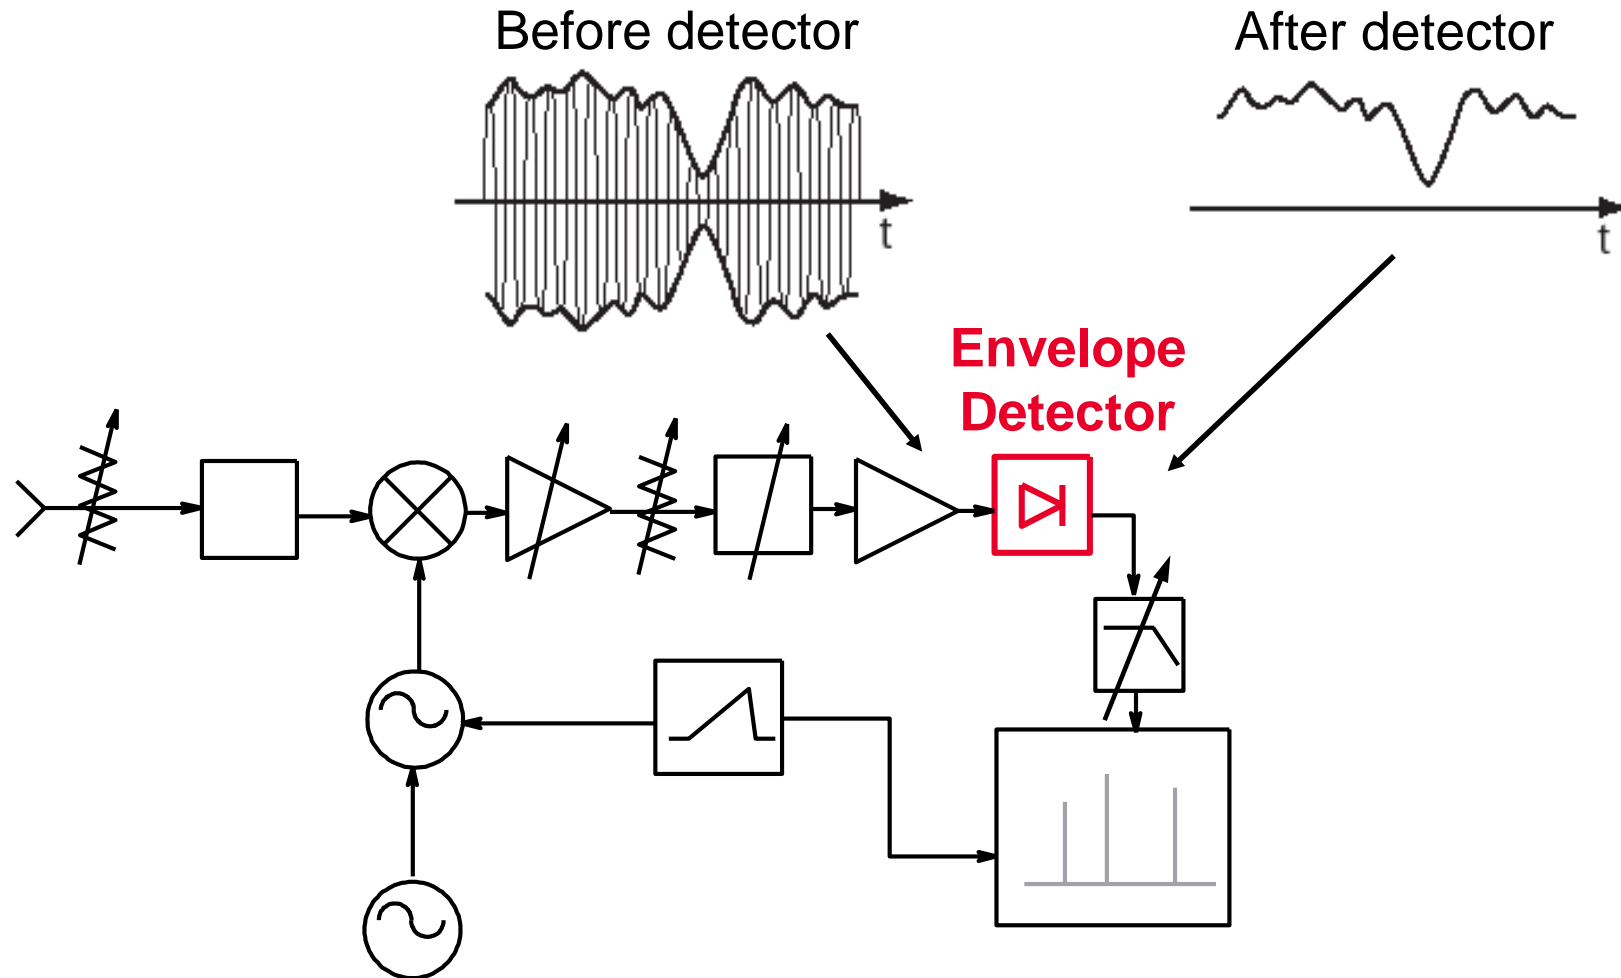 Before detector
After detector
t
t
Envelope
Detector